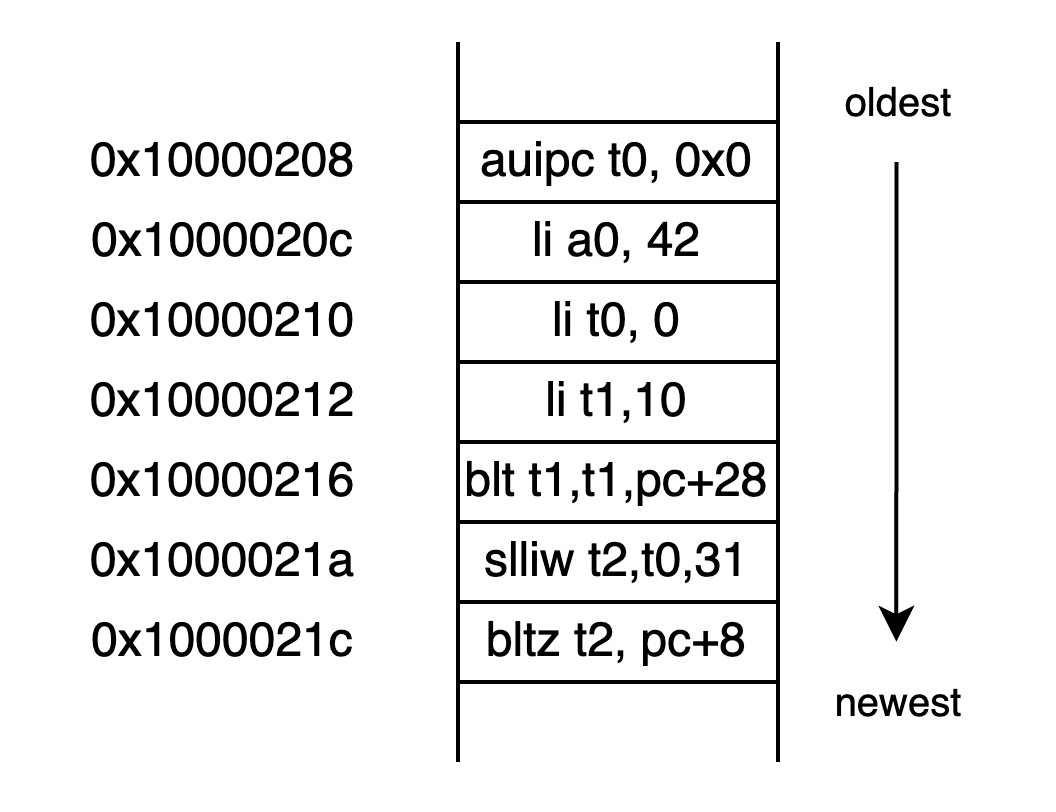 oldest
0x10000208 auipc t0, 0x0
0x1000020c li a0, 42
0x10000210 li t0, 0
0x10000212 li t1,10
0x10000216 blt t1,t1,pc+28
0x1000021a slliw t2,t0,31
0x1000021c bltz t2, pc+8
newest